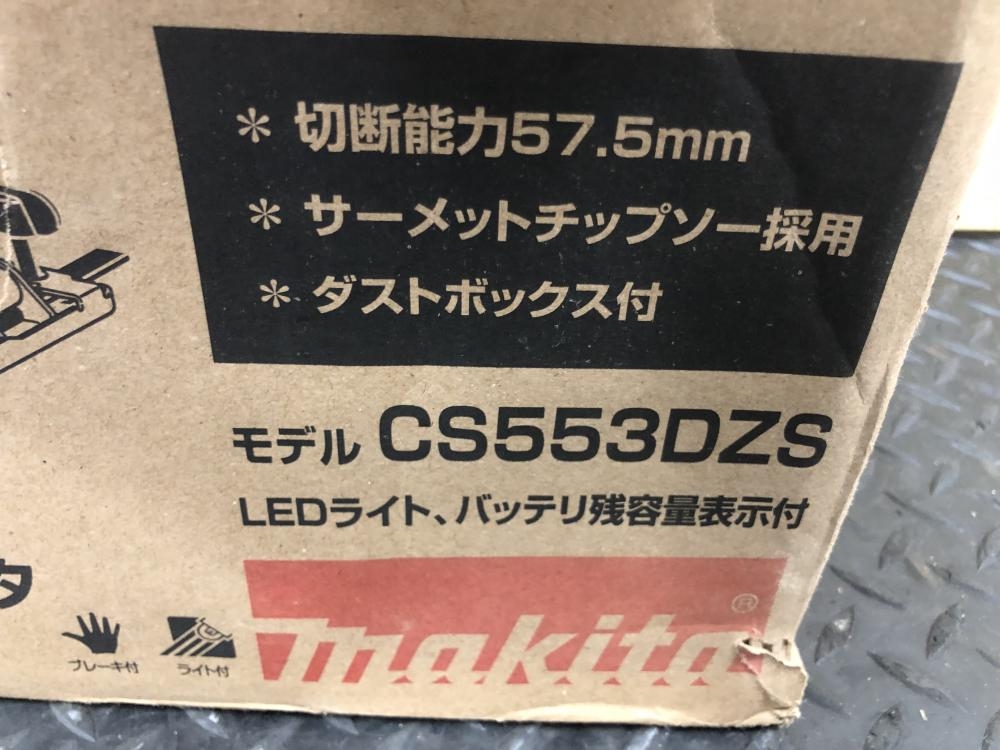 * 切断能力57.5mm
* サーメットチップソー採用
* ダストボックス付
モデル CS553DZS
LEDライト、バッテリ残容量表示付
タ
ブレーキ付
ライト付
makita®